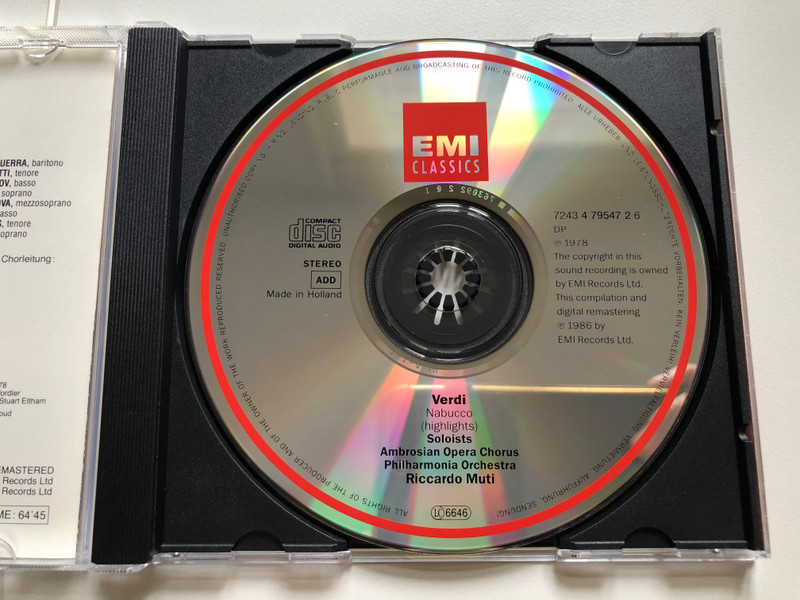 UERRA, baritono
TTI, tenore
OV, basso
soprano
OVA, mezzosoprano
asso
S, tenore
oprano
Chorleitung:
78
ordier
Stuart Eltham
oud
EMASTERED
Records Ltd
Records Ltd
ME: 64'45
ALL RIGHTS OF THE PRODUCER AND OF THE OWNER OF THE WORK REPRODUCED RESERVED. UNAUTHORISED COPYING
PUBLIC PERFORMANCE AND BROADCASTING OF THIS RECORD PROHIBITED. ALLE URHEBER- UND LEISTUNGSSCHUTZRECHTE VORBEHALTEN. KEIN VERLEIH!
VERMIETUNG, AUFFÜHRUNG, SENDUNG!
EMI
CLASSICS
COMPACT
disc
DIGITAL AUDIO
STEREO
ADD
Made in Holland
7243 4 79547 2 6
DP
℗ 1978
The copyright in this
sound recording is owned
by EMI Records Ltd.
This compilation and
digital remastering
℗ 1986 by
EMI Records Ltd.
Verdi
Nabucco
(highlights)
Soloists
Ambrosian Opera Chorus
Philharmonia Orchestra
Riccardo Muti
LC 6646